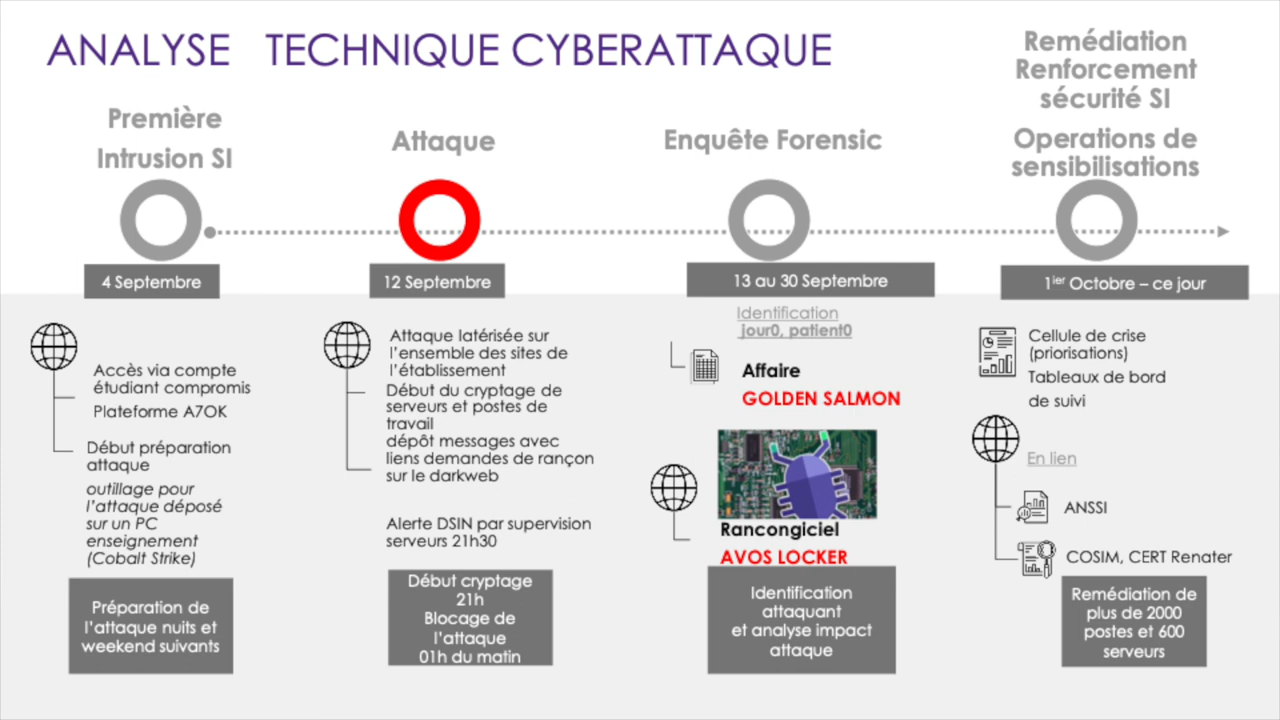 ANALYSE TECHNIQUE CYBERATTAQUE
Première
Intrusion SI
4 Septembre
Accès via compte
étudiant compromis
Plateforme A7OK
Début préparation
attaque
outillage pour
l'attaque déposé
sur un PC
enseignement
(Cobalt Strike)
Préparation de
l'attaque nuits et
weekend suivants
Attaque
12 Septembre
Attaque latérisée sur
l'ensemble des sites de
l'établissement
Début du cryptage de
serveurs et postes de
travail
dépôt messages avec
liens demandes de rançon
sur le darkweb
Alerte DSIN par supervision
serveurs 21h30
Début cryptage
21h
Blocage de
l'attaque
01h du matin
Enquête Forensic
13 au 30 Septembre
Identification
jour0, patient0
Affaire
GOLDEN SALMON
Rancongiciel
AVOS LOCKER
Identification
attaquant
et analyse impact
attaque
Remédiation
Renforcement
sécurité SI
Operations de
sensibilisations
1ier Octobre – ce jour
Cellule de crise
(priorisations)
Tableaux de bord
de suivi
En lien
ANSSI
COSIM, CERT Renater
Remédiation de
plus de 2000
postes et 600
serveurs